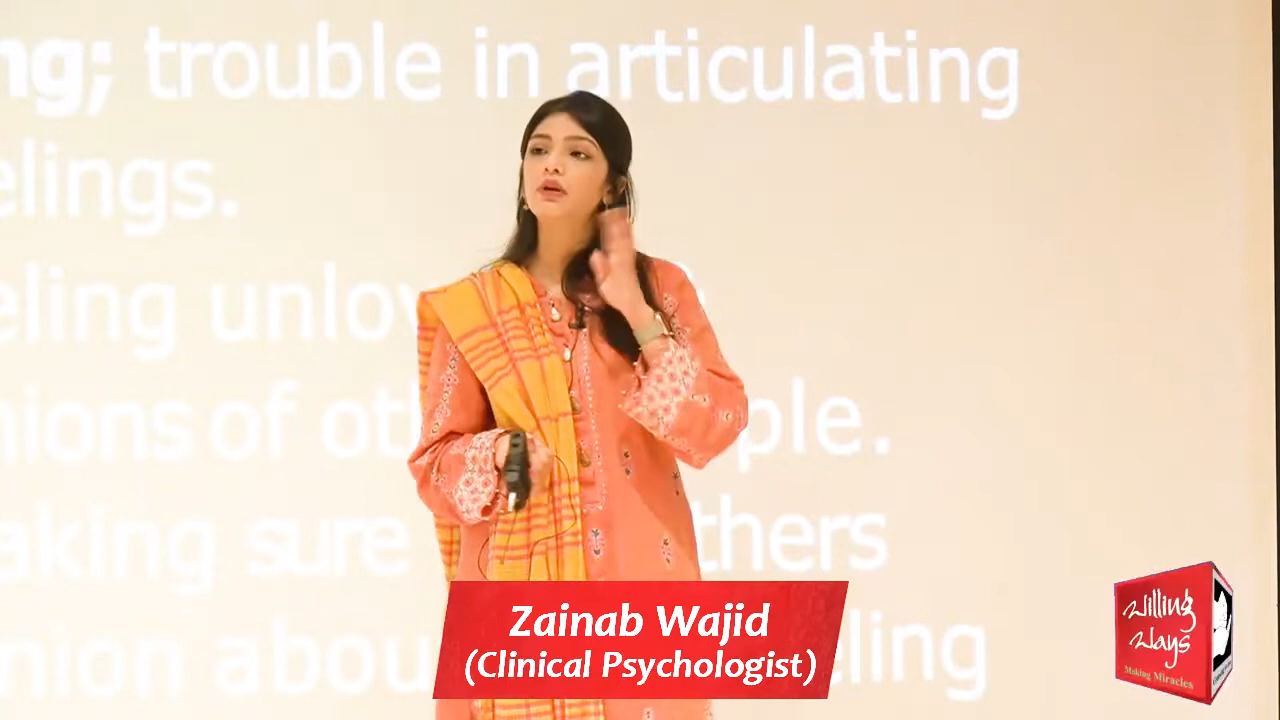 ng; trouble in articulating
elings.
eling unlov
nions of ot ple.
aking sure thers
nion abou eling
Zainab Wajid
(Clinical Psychologist)
Willing
Ways
Making Miracles